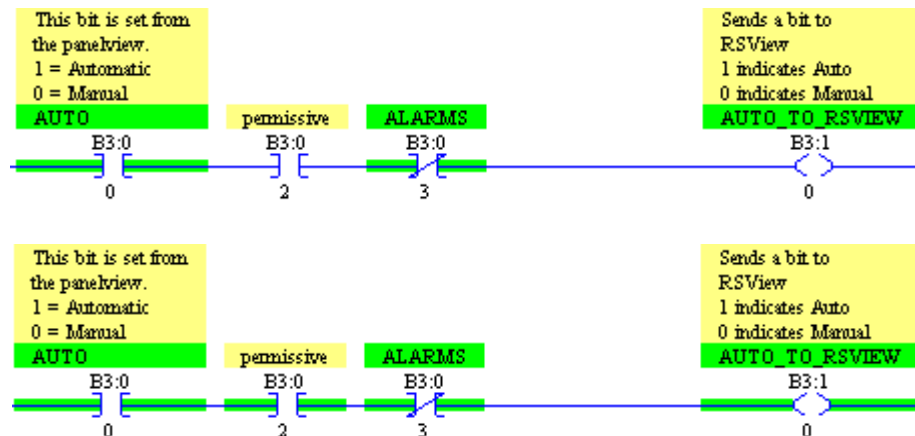 This bit is set from
the panelview.
1 = Automatic
0 = Manual
AUTO
B3:0
0
permissive
B3:0
2
ALARMS
B3:0
3
Sends a bit to
RSView
1 indicates Auto
0 indicates Manual
AUTO_TO_RSVIEW
B3:1
0
This bit is set from
the panelview.
1 = Automatic
0 = Manual
AUTO
B3:0
0
permissive
B3:0
2
ALARMS
B3:0
3
Sends a bit to
RSView
1 indicates Auto
0 indicates Manual
AUTO_TO_RSVIEW
B3:1
0